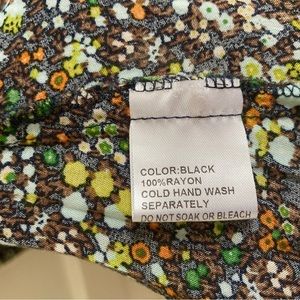 COLOR:BLACK
100%RAYON
COLD HAND WASH
SEPARATELY
DO NOT SOAK OR BLEACH